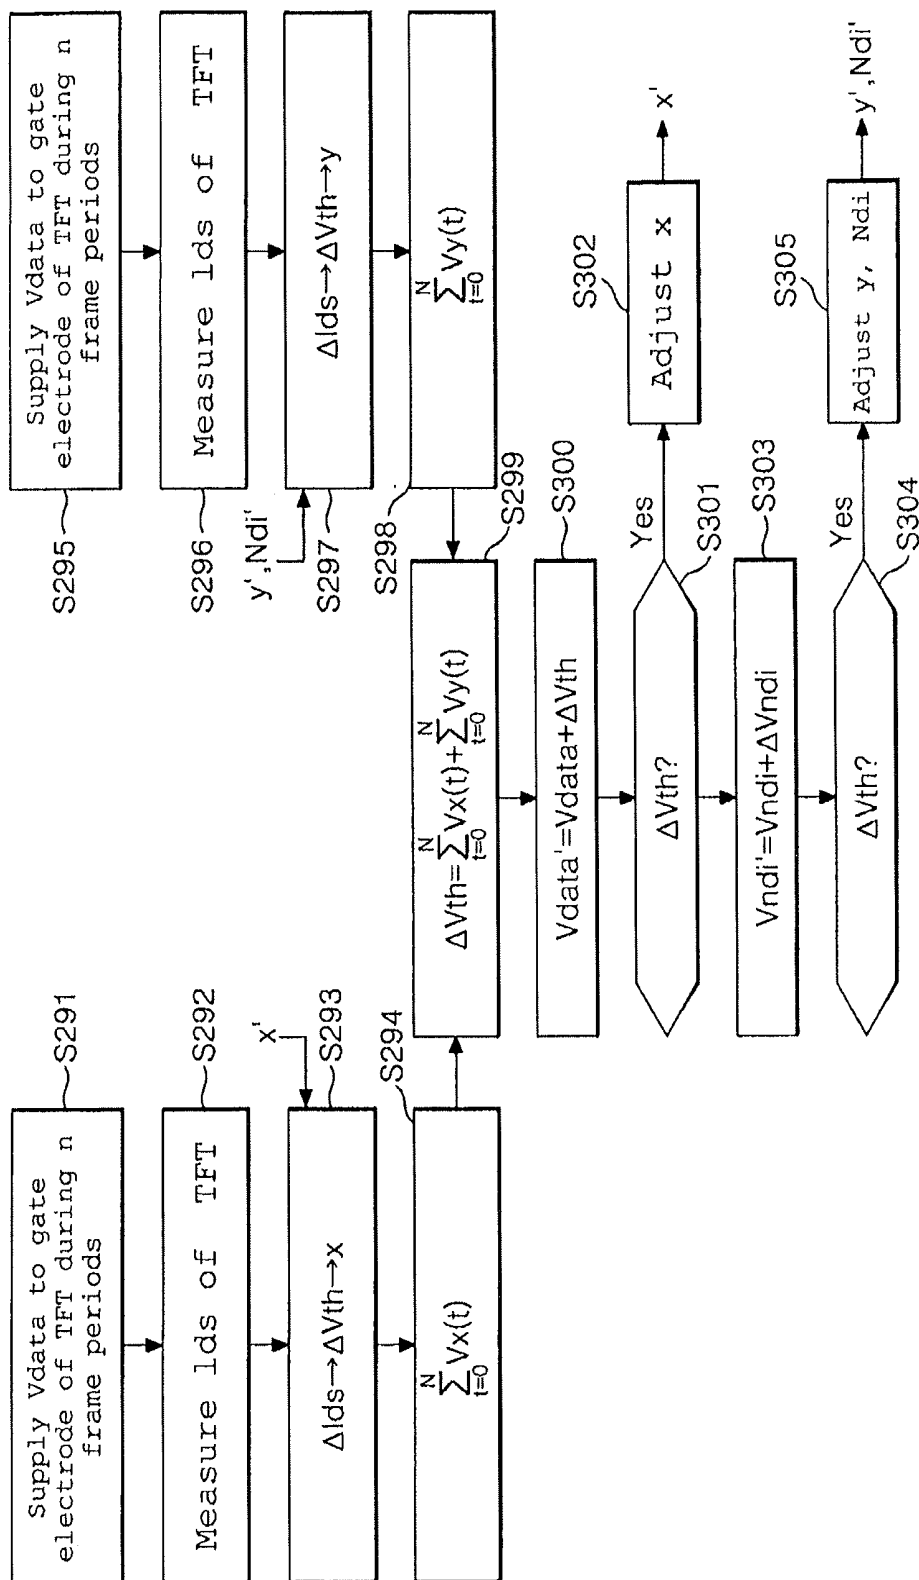 Supply Vdata to gate
electrode of TFT during n
frame periods
S291
Measure Ids of TFT
S292
x'
ΔIds→ΔVth→x
S293
N
∑Vx(t)
t=0
S294
Supply Vdata to gate
electrode of TFT during n
frame periods
S295
Measure Ids of TFT
S296
y',Ndi'
ΔIds→ΔVth→y
S297
N
∑Vy(t)
t=0
S298
N N
ΔVth=∑Vx(t)+∑Vy(t)
t=0 t=0
S299
Vdata'=Vdata+ΔVth
S300
ΔVth?
S301
Yes
Adjust x
S302
x'
Vndi'=Vndi+ΔVndi
S303
ΔVth?
S304
Yes
Adjust y, Ndi
S305
y',Ndi'